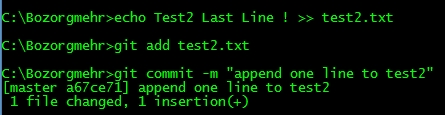 C:\Bozorgmehr>echo Test2 Last Line ! >> test2.txt
C:\Bozorgmehr>git add test2.txt
C:\Bozorgmehr>git commit -m "append one line to test2"
[master a67ce71] append one line to test2
1 file changed, 1 insertion(+)